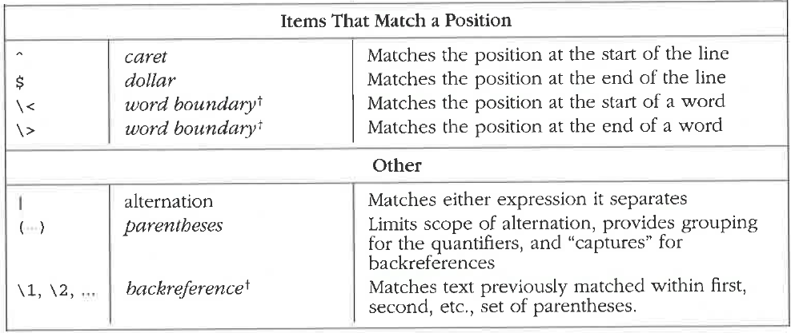 Items That Match a Position
^ caret Matches the position at the start of the line
$ dollar Matches the position at the end of the line
\< word boundary† Matches the position at the start of a word
\> word boundary† Matches the position at the end of a word
Other
| alternation Matches either expression it separates
(…) parentheses Limits scope of alternation, provides grouping
for the quantifiers, and “captures” for
backreferences
\1, \2, ... backreference† Matches text previously matched within first,
second, etc., set of parentheses.